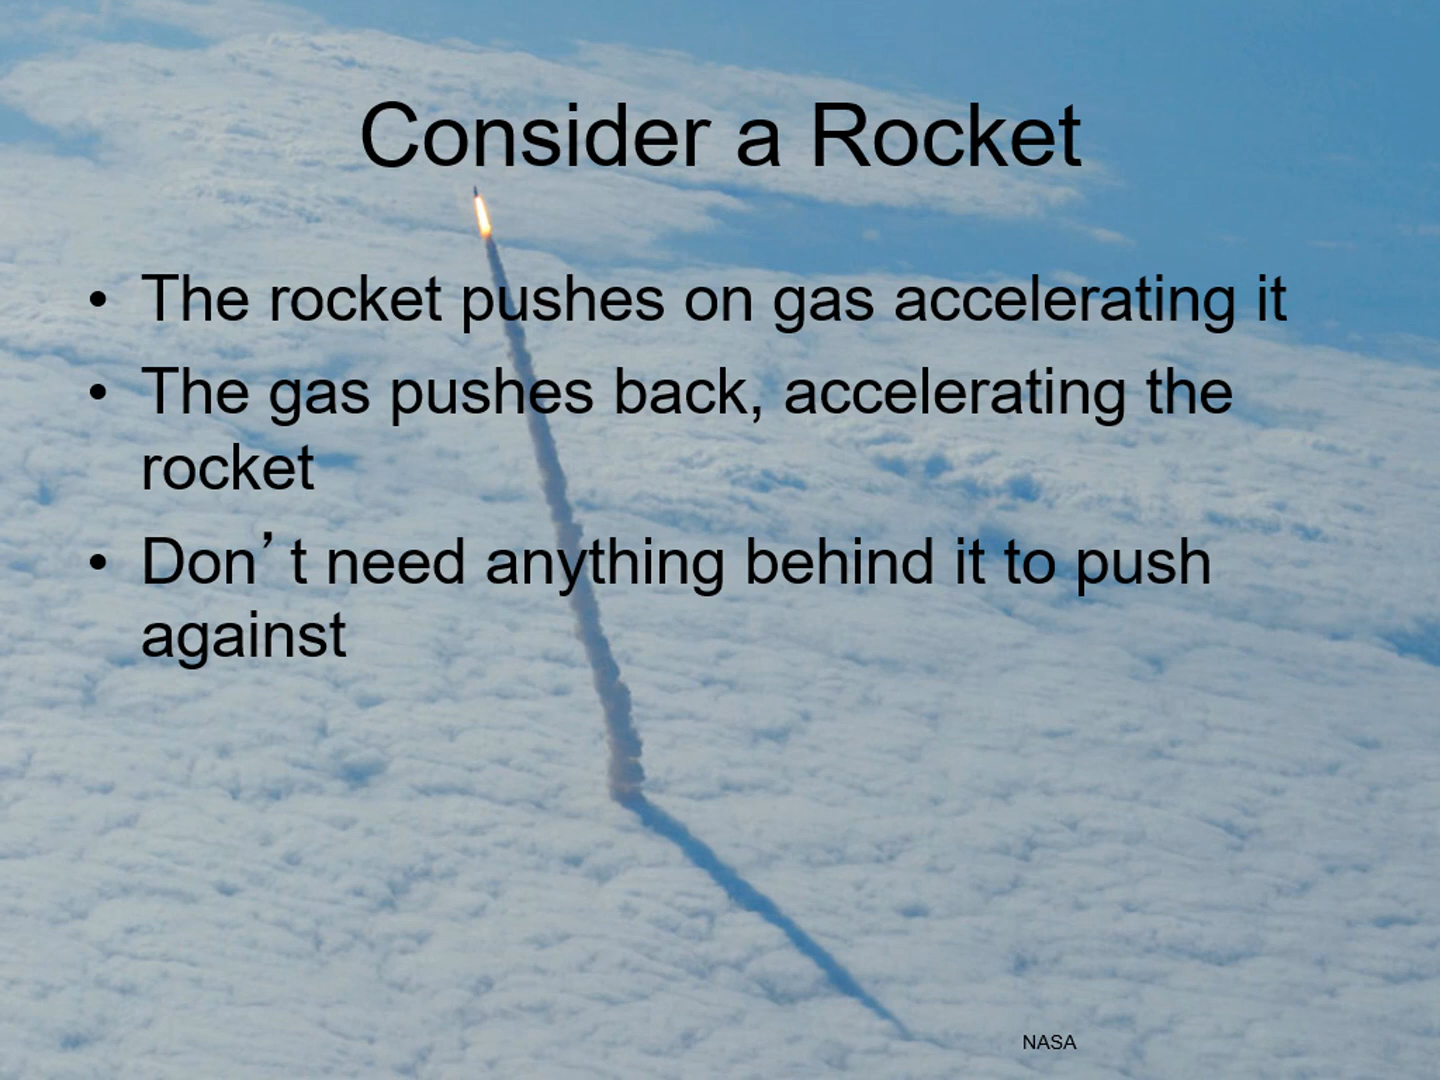 Consider a Rocket
• The rocket pushes on gas accelerating it
• The gas pushes back, accelerating the
rocket
• Don’t need anything behind it to push
against
NASA